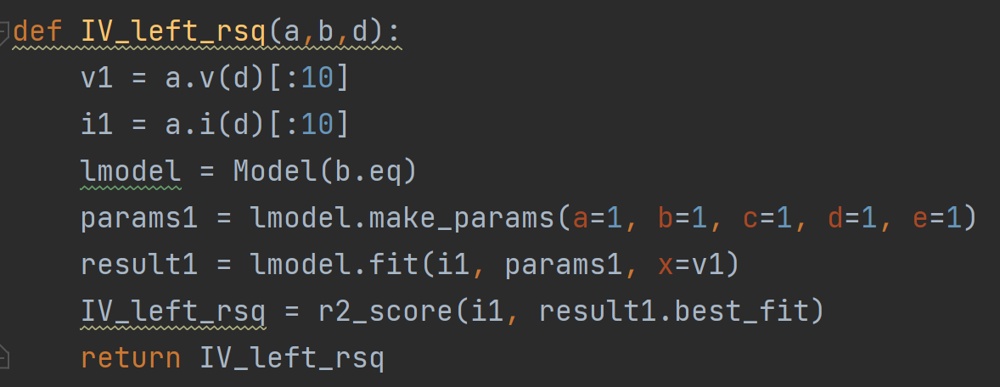 def IV_left_rsq(a,b,d):
    v1 = a.v(d)[:10]
    i1 = a.i(d)[:10]
    lmodel = Model(b.eq)
    params1 = lmodel.make_params(a=1, b=1, c=1, d=1, e=1)
    result1 = lmodel.fit(i1, params1, x=v1)
    IV_left_rsq = r2_score(i1, result1.best_fit)
    return IV_left_rsq